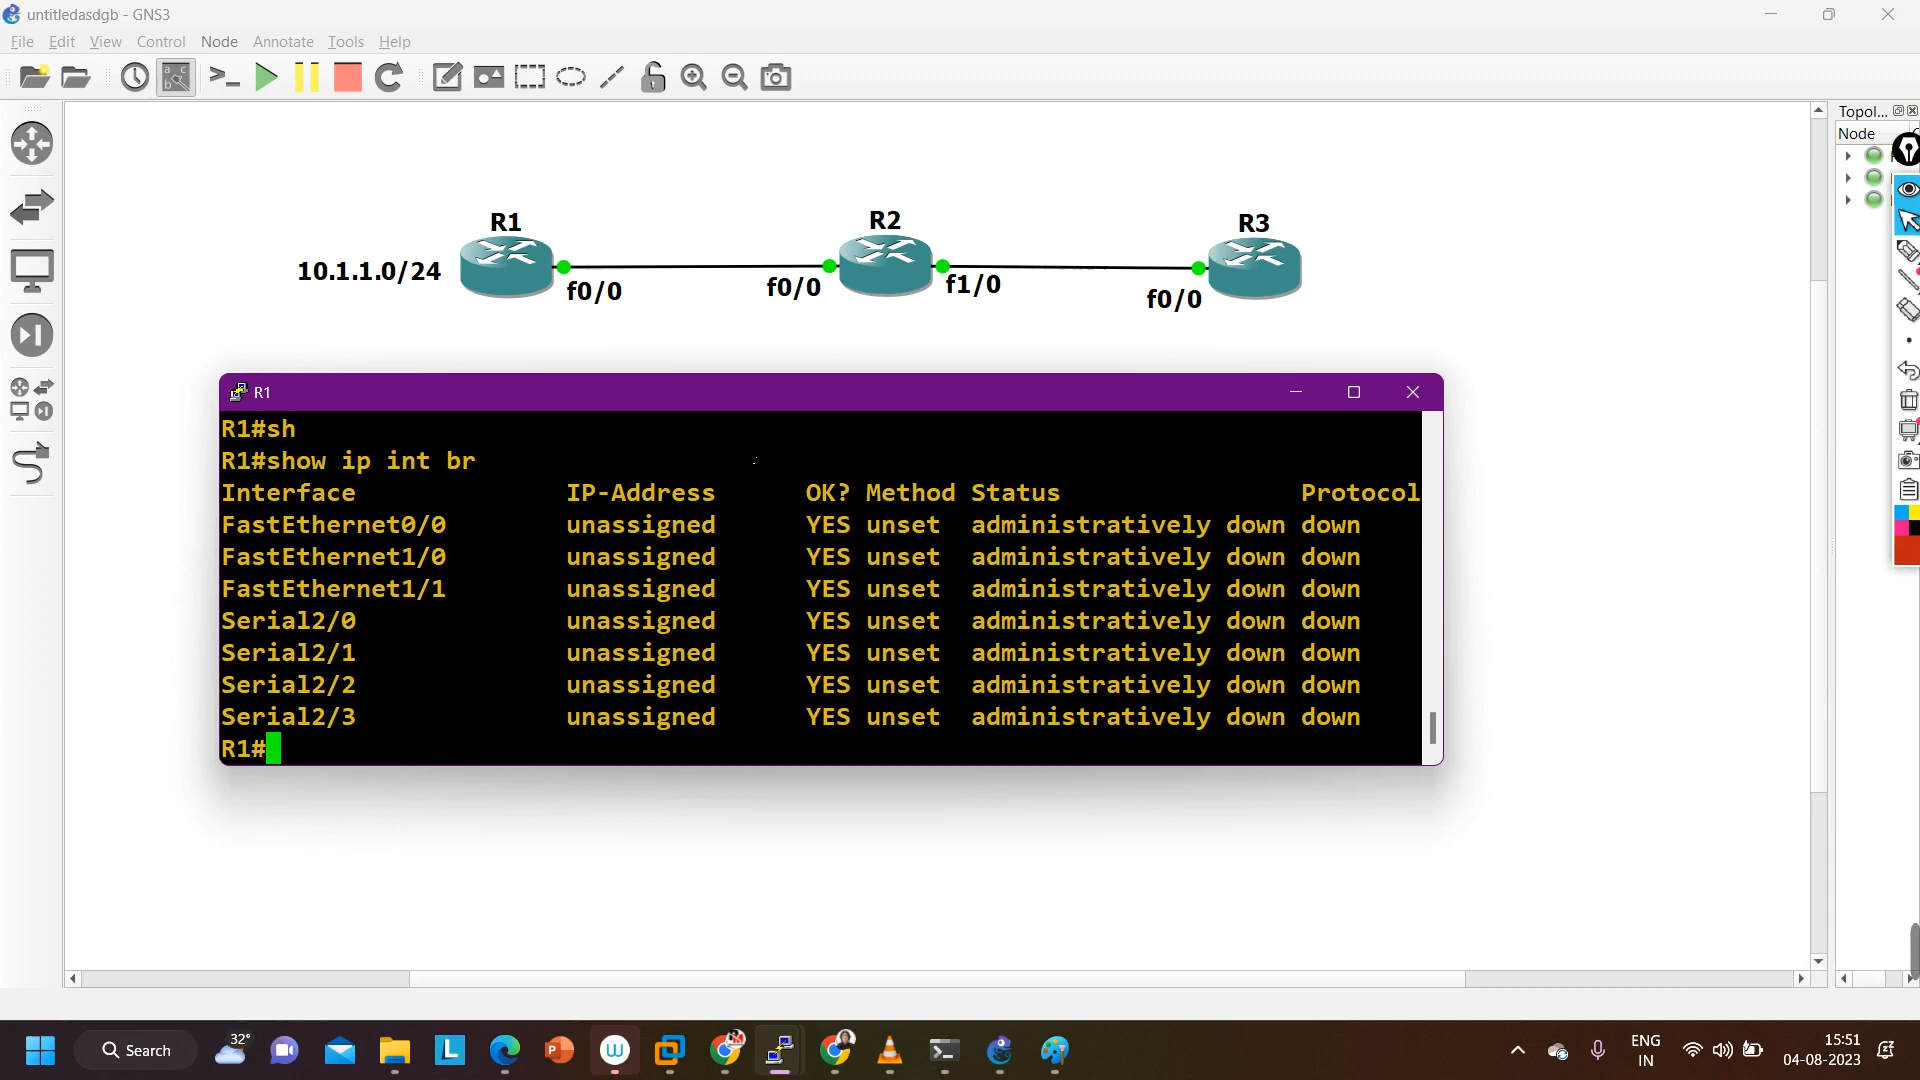 untitledasdgb - GNS3
File Edit View Control Node Annotate Tools Help
Topol...
Node
R1
R2
R3
10.1.1.0/24
f0/0
f0/0
f1/0
f0/0
R1
R1#sh
R1#show ip int br
Interface IP-Address OK? Method Status Protocol
FastEthernet0/0 unassigned YES unset administratively down down
FastEthernet1/0 unassigned YES unset administratively down down
FastEthernet1/1 unassigned YES unset administratively down down
Serial2/0 unassigned YES unset administratively down down
Serial2/1 unassigned YES unset administratively down down
Serial2/2 unassigned YES unset administratively down down
Serial2/3 unassigned YES unset administratively down down
R1#
Search
32°
ENG
IN
15:51
04-08-2023